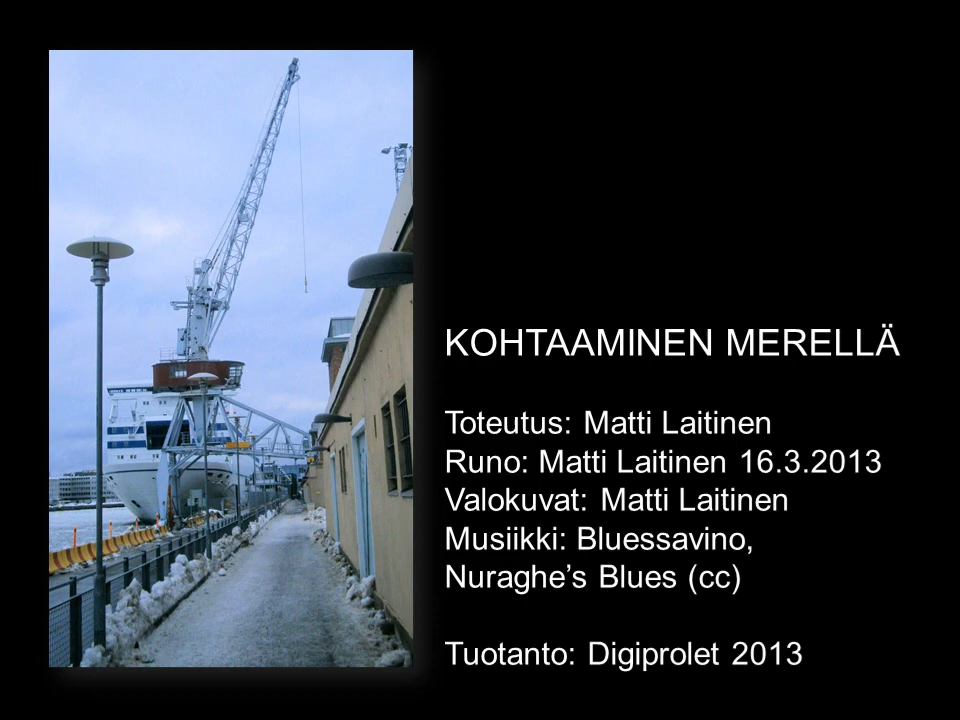 KOHTAAMINEN MERELLÄ
Toteutus: Matti Laitinen
Runo: Matti Laitinen 16.3.2013
Valokuvat: Matti Laitinen
Musiikki: Bluessavino,
Nuraghe’s Blues (cc)
Tuotanto: Digiprolet 2013